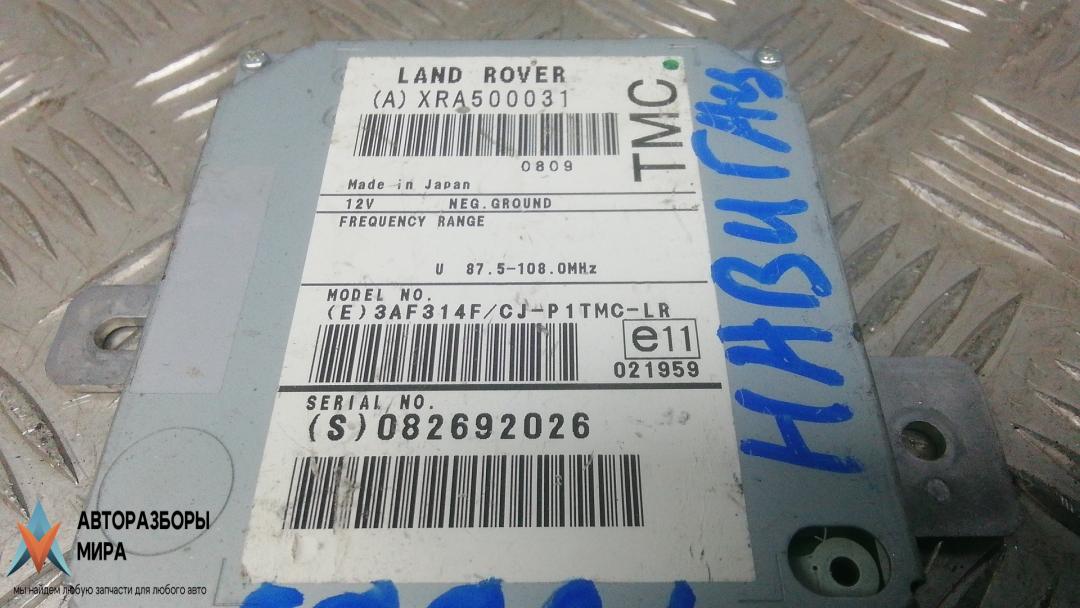 LAND ROVER
(A) XRA500031
TMC
0809
Made in Japan
12V NEG. GROUND
FREQUENCY RANGE
U 87.5-108.0MHz
MODEL NO.
(E)3AF314F/CJ-P1TMC-LR
e11
021959
SERIAL NO.
(S)082692026
АВТОРАЗБОРЫ
МИРА
мы найдем любую запчасти для любого авто